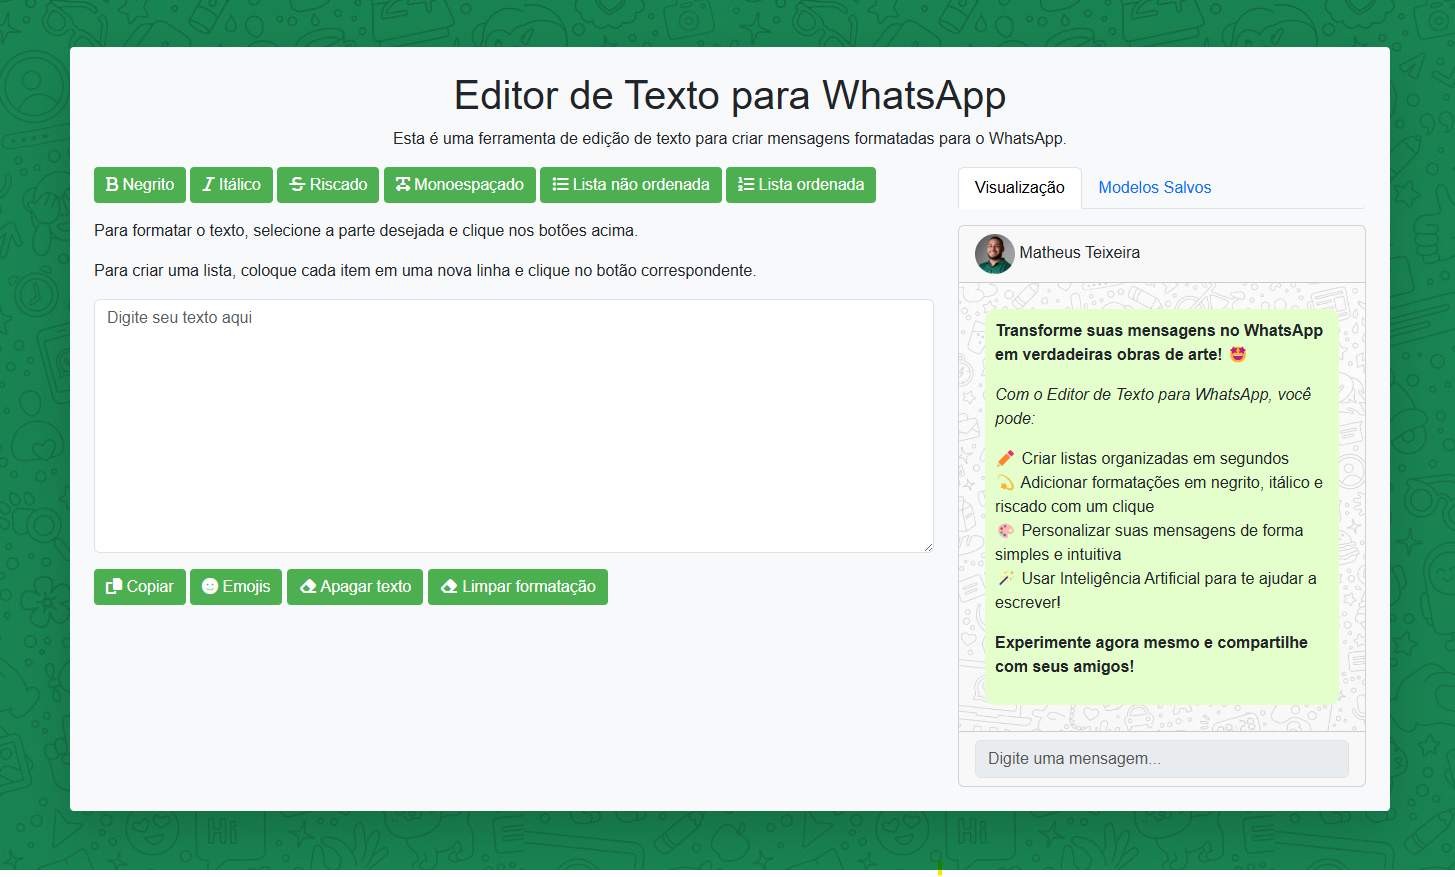 Editor de Texto para WhatsApp
Esta é uma ferramenta de edição de texto para criar mensagens formatadas para o WhatsApp.
Negrito Itálico Riscado Monoespaçado Lista não ordenada Lista ordenada
Para formatar o texto, selecione a parte desejada e clique nos botões acima.
Para criar uma lista, coloque cada item em uma nova linha e clique no botão correspondente.
Digite seu texto aqui
Copiar Emojis Apagar texto Limpar formatação
Visualização Modelos Salvos
Matheus Teixeira
Transforme suas mensagens no WhatsApp
em verdadeiras obras de arte! 🤩
Com o Editor de Texto para WhatsApp, você
pode:
✏️ Criar listas organizadas em segundos
💫 Adicionar formatações em negrito, itálico e
riscado com um clique
🎨 Personalizar suas mensagens de forma
simples e intuitiva
🪄 Usar Inteligência Artificial para te ajudar a
escrever!
Experimente agora mesmo e compartilhe
com seus amigos!
Digite uma mensagem...
Hi
Hi